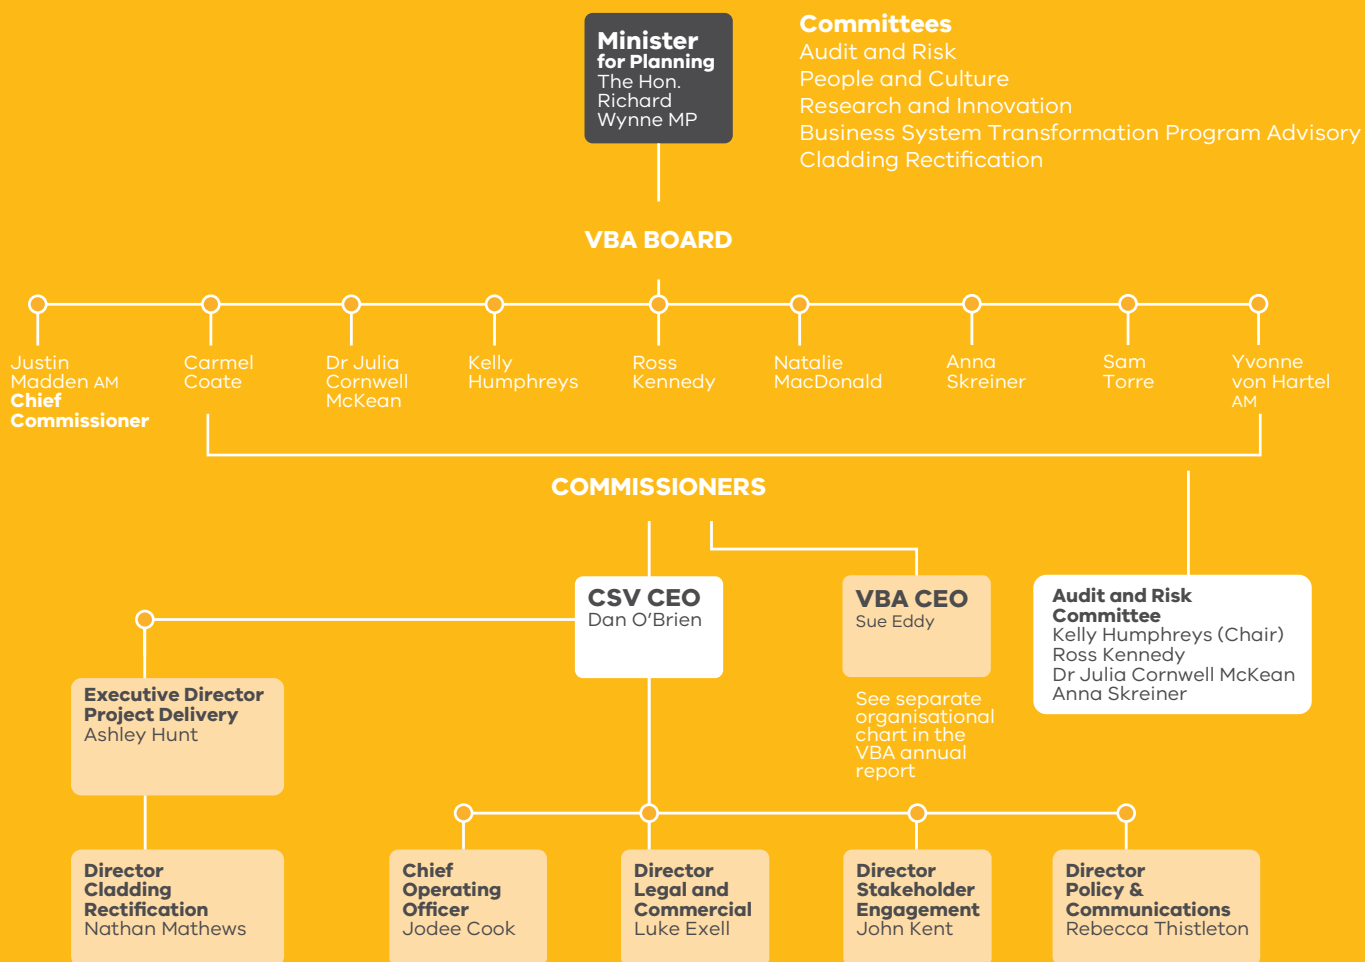 Minister
for Planning
The Hon.
Richard
Wynne MP
Committees
Audit and Risk
People and Culture
Research and Innovation
Business System Transformation Program Advisory
Cladding Rectification
VBA BOARD
Justin
Madden AM
Chief
Commissioner
Carmel
Coate
Dr Julia
Cornwell
McKean
Kelly
Humphreys
Ross
Kennedy
Natalie
MacDonald
Anna
Skreiner
Sam
Torre
Yvonne
von Hartel
AM
COMMISSIONERS
CSV CEO
Dan O'Brien
VBA CEO
Sue Eddy
See separate
organisational
chart in the
VBA annual
report
Audit and Risk
Committee
Kelly Humphreys (Chair)
Ross Kennedy
Dr Julia Cornwell McKean
Anna Skreiner
Executive Director
Project Delivery
Ashley Hunt
Director
Cladding
Rectification
Nathan Mathews
Chief
Operating
Officer
Jodee Cook
Director
Legal and
Commercial
Luke Exell
Director
Stakeholder
Engagement
John Kent
Director
Policy &
Communications
Rebecca Thistleton